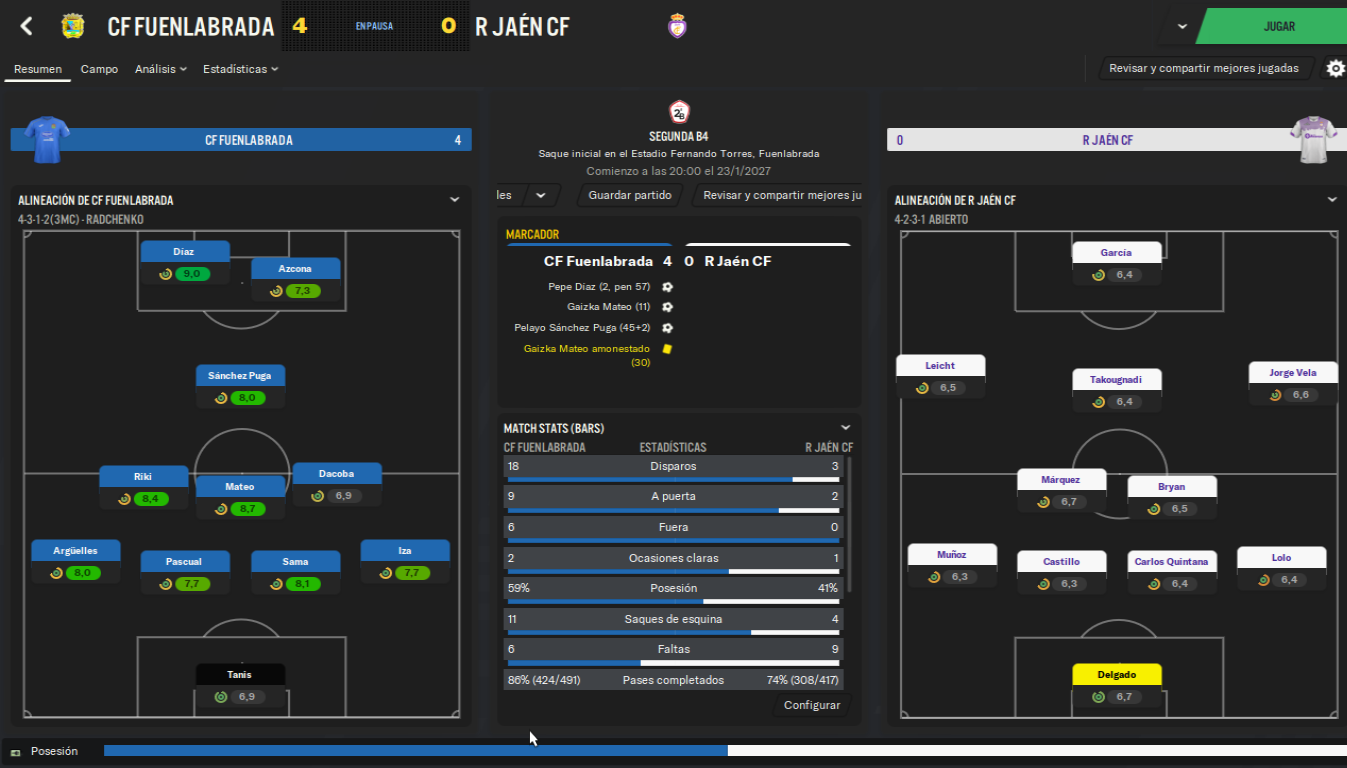 CF FUENLABRADA 4 EN PAUSA 0 R JAÉN CF
JUGAR
Resumen Campo Análisis Estadísticas
Revisar y compartir mejores jugadas
CF FUENLABRADA 4
ALINEACIÓN DE CF FUENLABRADA
4-3-1-2(3MC) - RADCHENKO
Díaz
9,0
Azcona
7,3
Sánchez Puga
8,0
Riki
8,4
Mateo
8,7
Dacoba
6,9
Argüelles
8,0
Pascual
7,7
Sama
8,1
Iza
7,7
Tanis
6,9
2ªB
SEGUNDA B4
Saque inicial en el Estadio Fernando Torres, Fuenlabrada
Comienzo a las 20:00 el 23/1/2027
les
Guardar partido
Revisar y compartir mejores ju
MARCADOR
CF Fuenlabrada 4 0 R Jaén CF
Pepe Díaz (2, pen 57)
Gaizka Mateo (11)
Pelayo Sánchez Puga (45+2)
Gaizka Mateo amonestado
(30)
MATCH STATS (BARS)
CF FUENLABRADA ESTADÍSTICAS R JAÉN CF
18 Disparos 3
9 A puerta 2
6 Fuera 0
2 Ocasiones claras 1
59% Posesión 41%
11 Saques de esquina 4
6 Faltas 9
86% (424/491) Pases completados 74% (308/417)
Configurar
0 R JAÉN CF
ALINEACIÓN DE R JAÉN CF
4-2-3-1 ABIERTO
García
6,4
Leicht
6,5
Takougnadi
6,4
Jorge Vela
6,6
Márquez
6,7
Bryan
6,5
Muñoz
6,3
Castillo
6,3
Carlos Quintana
6,4
Lolo
6,4
Delgado
6,7
Posesión